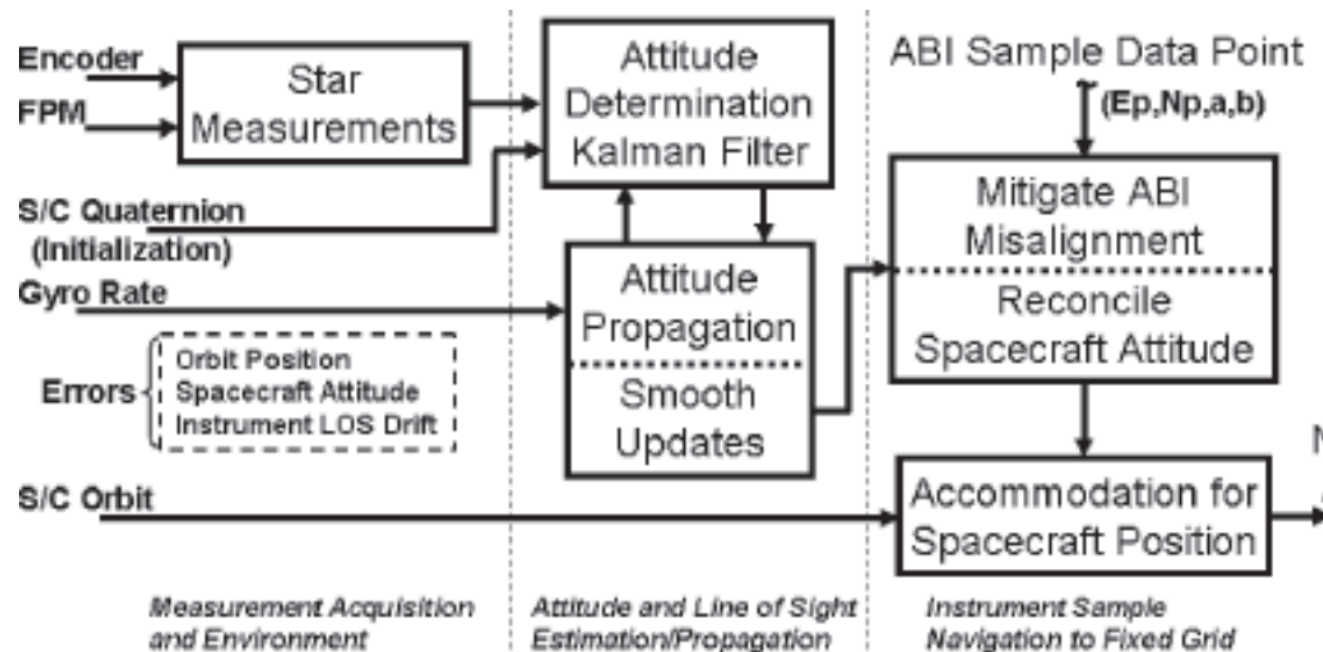 Encoder
FPM
Star
Measurements
S/C Quaternion
(Initialization)
Gyro Rate
Errors
Orbit Position
Spacecraft Attitude
Instrument LOS Drift
S/C Orbit
Measurement Acquisition
and Environment
Attitude
Determination
Kalman Filter
Attitude
Propagation
Smooth
Updates
Attitude and Line of Sight
Estimation/Propagation
ABI Sample Data Point
(Ep,Np,a,b)
Mitigate ABI
Misalignment
Reconcile
Spacecraft Attitude
Accommodation for
Spacecraft Position
Instrument Sample
Navigation to Fixed Grid